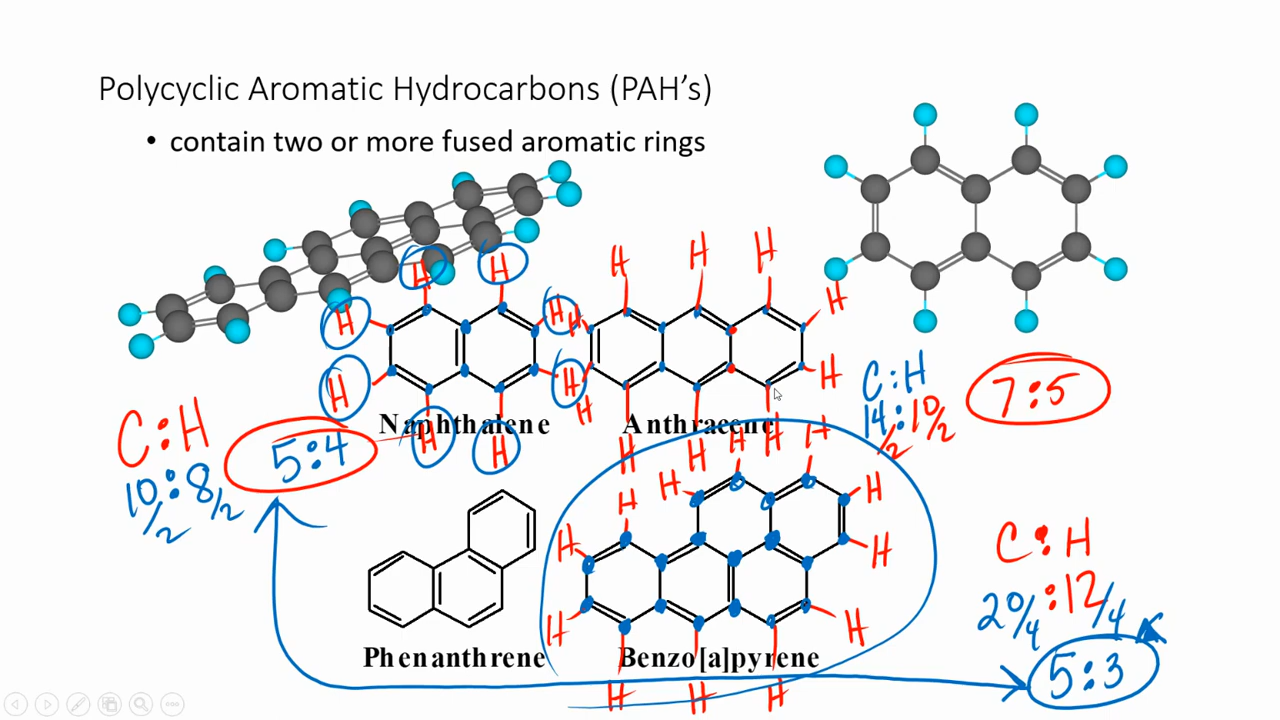 Polycyclic Aromatic Hydrocarbons (PAH's)
• contain two or more fused aromatic rings
H H H H H
H H H H
H H H H
H
Naphthalene
Anthracene
H H H H H
C:H
10/2:8/2
5:4
C:H
14/2:10/2
7:5
H H H
H H
H H
H H
H
Phenanthrene
Benzo[a]pyrene
H H H
C:H
20/4:12/4
5:3